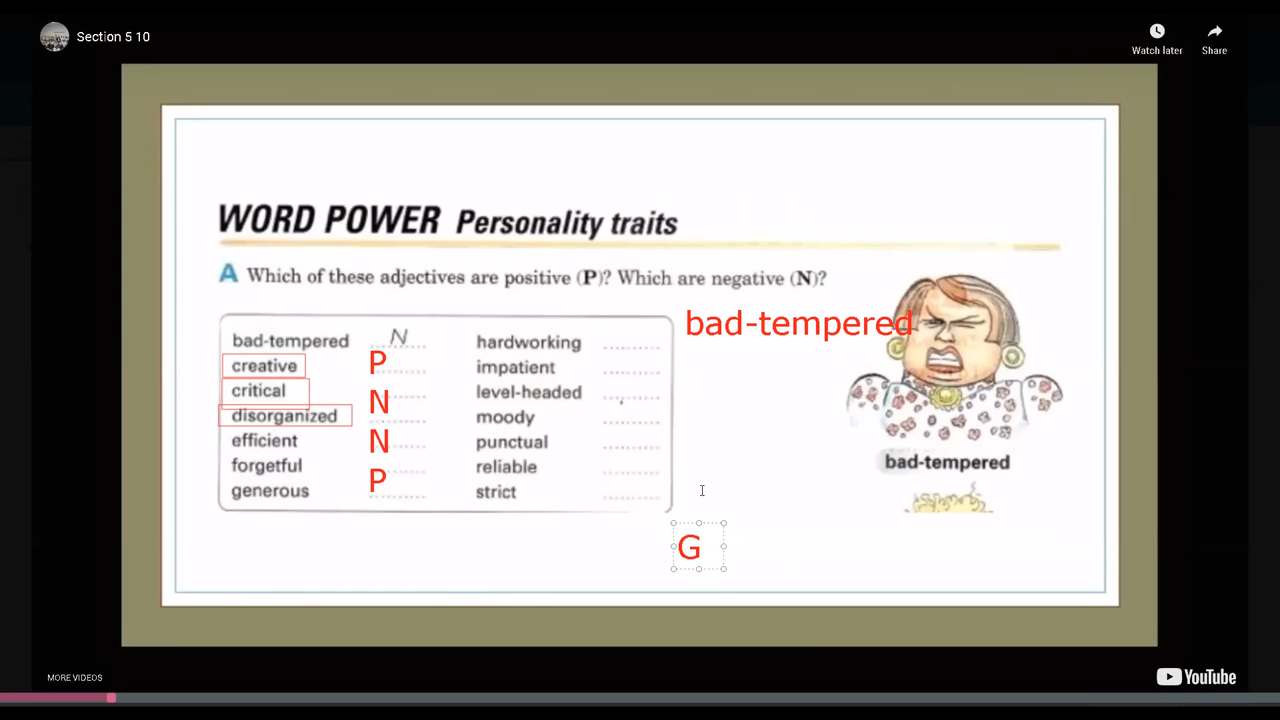 Section 5 10
Watch later
Share
WORD POWER Personality traits
A Which of these adjectives are positive (P)? Which are negative (N)?
bad-tempered N
creative P
critical N
disorganized
efficient N
forgetful
generous P
hardworking
impatient
level-headed
moody
punctual
reliable
strict
bad-tempered
bad-tempered
G
MORE VIDEOS
YouTube